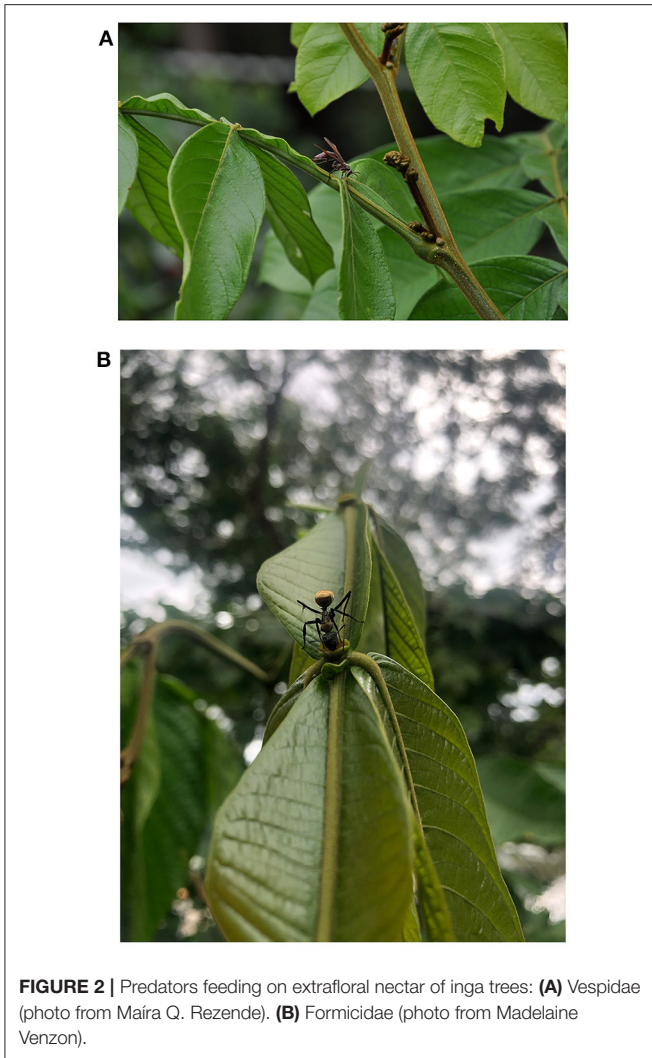 A
B
FIGURE 2 | Predators feeding on extrafloral nectar of inga trees: (A) Vespidae
(photo from Maíra Q. Rezende). (B) Formicidae (photo from Madelaine
Venzon).